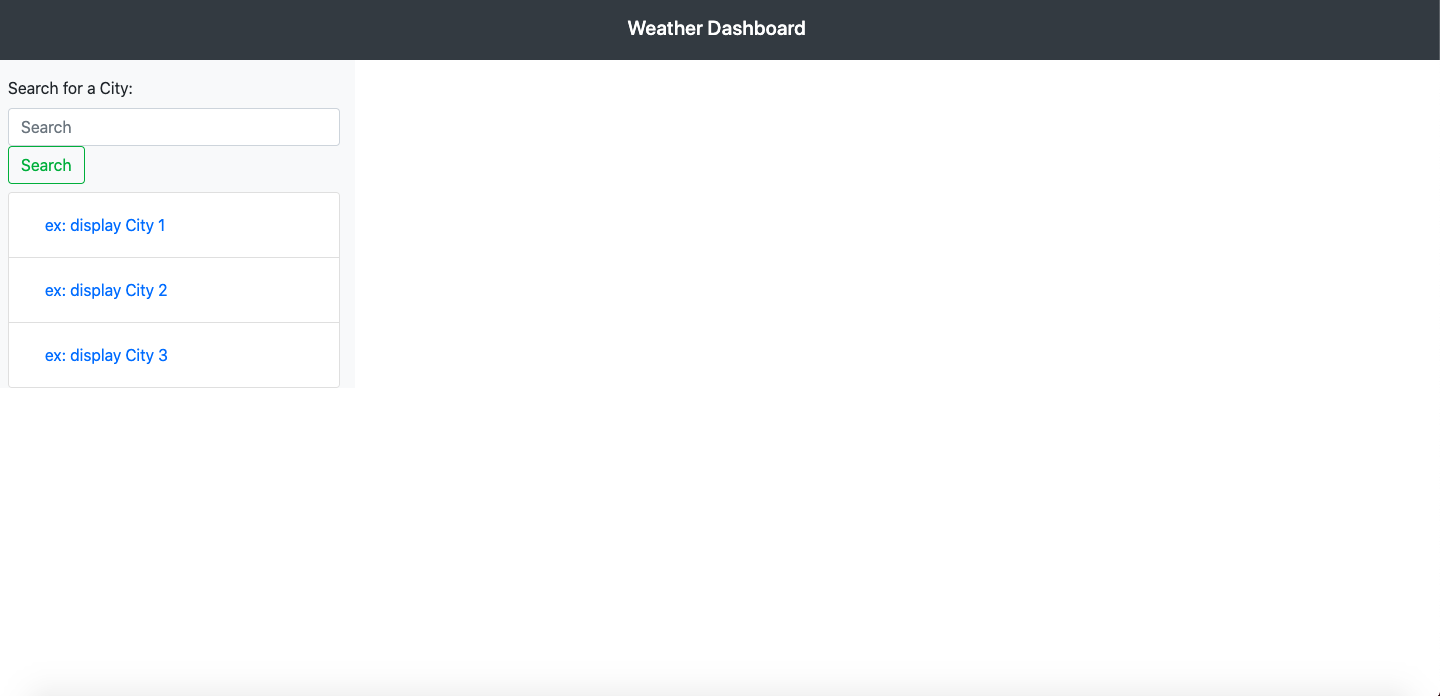 Weather Dashboard
Search for a City:
Search
Search
ex: display City 1
ex: display City 2
ex: display City 3